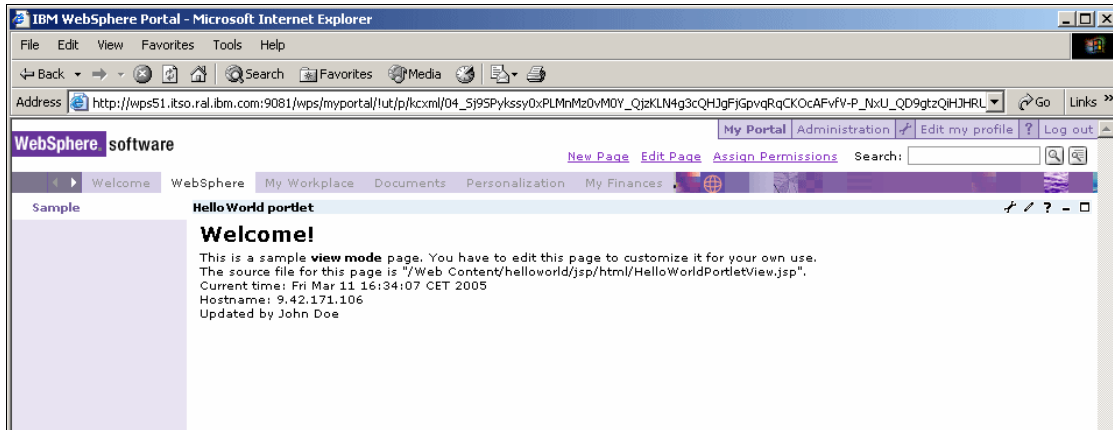 IBM WebSphere Portal - Microsoft Internet Explorer
File Edit View Favorites Tools Help
Back Search Favorites Media
Address http://wps51.itso.ral.ibm.com:9081/wps/myportal/!ut/p/kcxml/04_Sj9SPykssy0xPLMnMz0vM0Y_QjzKLN4g3cQHJgFjGpvqRqCKOcAFvfV-P_NxU_QD9gtzQiHJHRL Go Links »
My Portal Administration Edit my profile ? Log out
WebSphere. software
New Page Edit Page Assign Permissions Search:
Welcome WebSphere My Workplace Documents Personalization My Finances
Sample
HelloWorld portlet ?
Welcome!
This is a sample view mode page. You have to edit this page to customize it for your own use.
The source file for this page is "/Web Content/helloworld/jsp/html/HelloWorldPortletView.jsp".
Current time: Fri Mar 11 16:34:07 CET 2005
Hostname: 9.42.171.106
Updated by John Doe